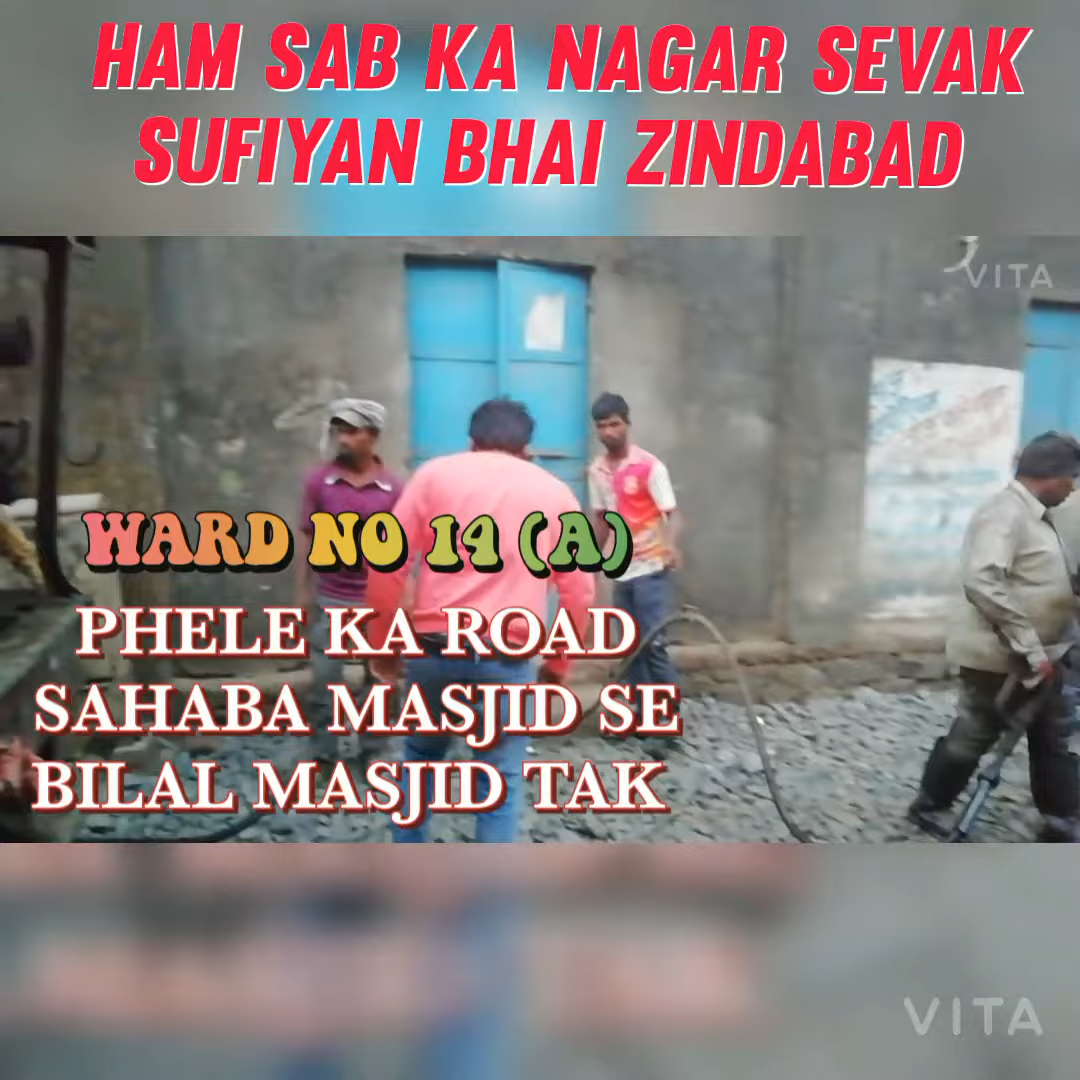 HAM SAB KA NAGAR SEVAK
SUFIYAN BHAI ZINDABAD
VITA
WARD NO 14 (A)
PHELE KA ROAD
SAHABA MASJID SE
BILAL MASJID TAK
VITA